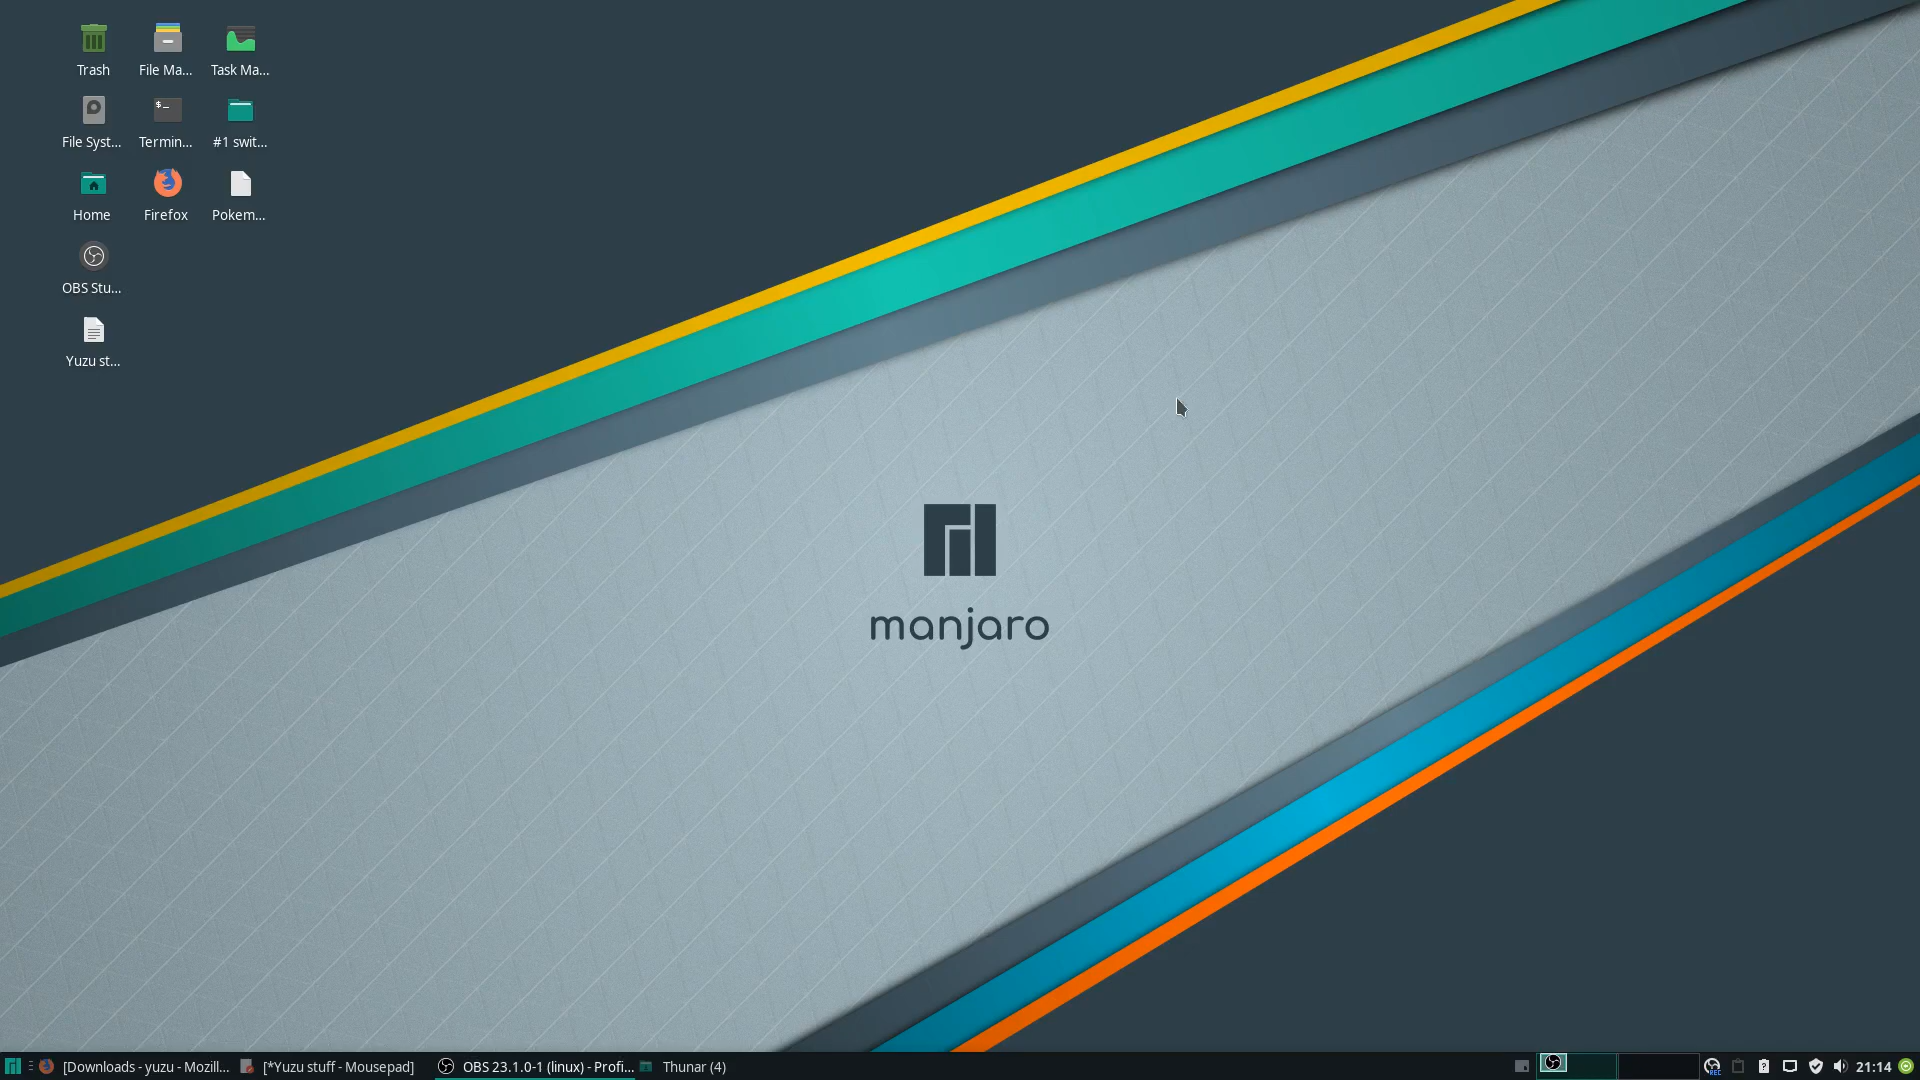 Trash
File Ma...
Task Ma...
File Syst...
Termin...
#1 swit...
Home
Firefox
Pokem...
OBS Stu...
Yuzu st...
$_
manjaro
[Downloads - yuzu - Mozill...
[*Yuzu stuff - Mousepad]
OBS 23.1.0-1 (linux) - Profi...
Thunar (4)
REC
21:14